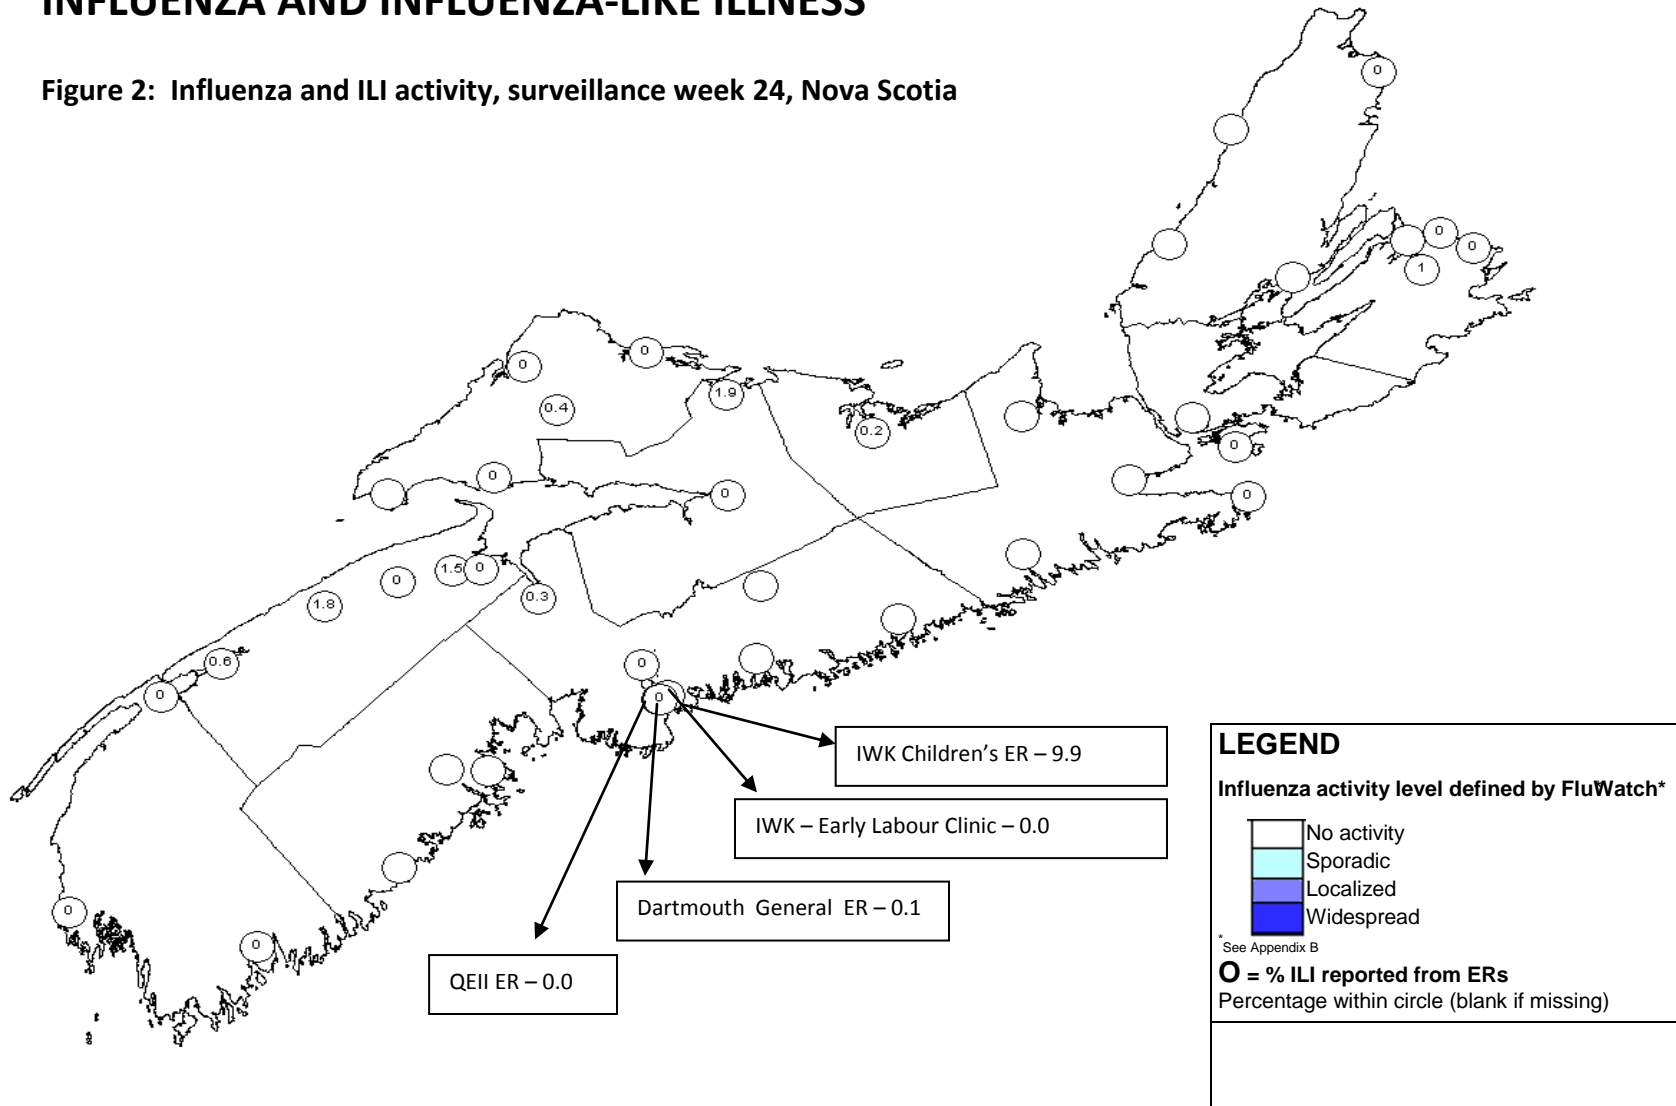 INFLUENZA AND INFLUENZA-LIKE ILLNESS
Figure 2: Influenza and ILI activity, surveillance week 24, Nova Scotia
0
0
0
1
0
0
0.4
1.9
0.2
0
0
0
0
1.5
0
0
1.8
0.3
0.6
0
0
0
0
0
IWK Children's ER – 9.9
IWK – Early Labour Clinic – 0.0
Dartmouth General ER – 0.1
QEII ER – 0.0
LEGEND
Influenza activity level defined by FluWatch*
No activity
Sporadic
Localized
Widespread
*See Appendix B
O = % ILI reported from ERs
Percentage within circle (blank if missing)